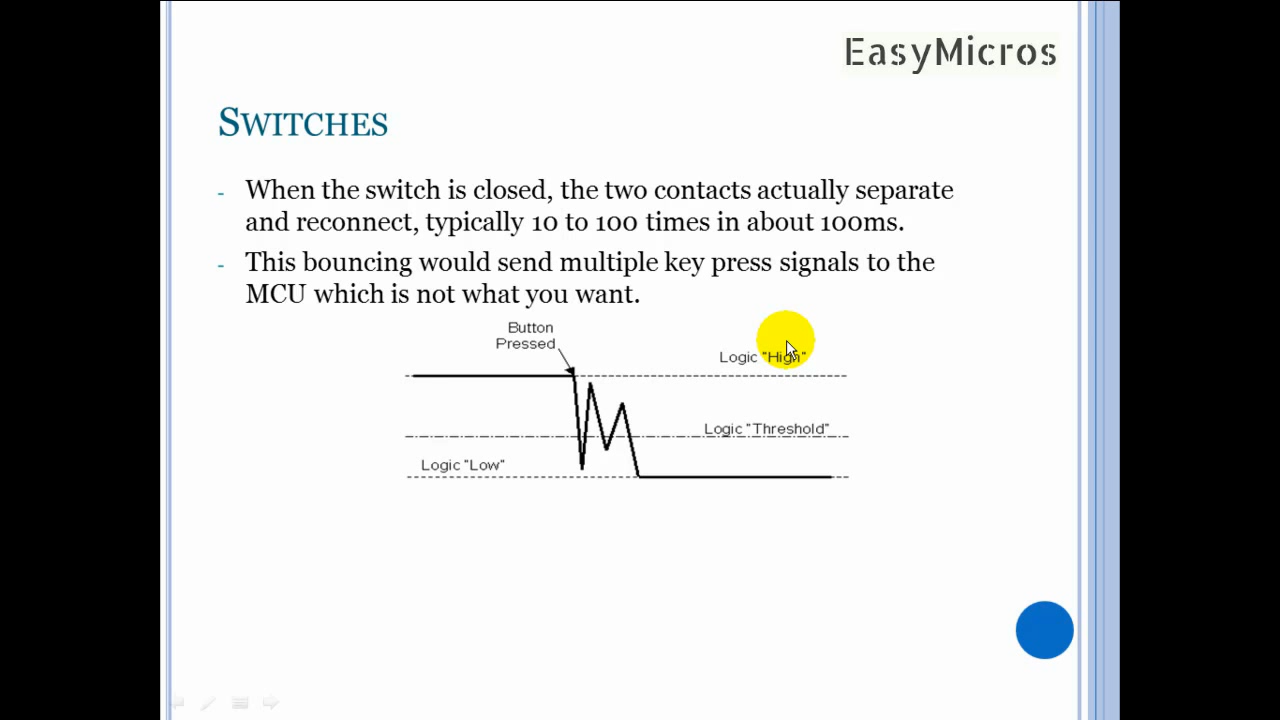 EasyMicros
SWITCHES
- When the switch is closed, the two contacts actually separate
and reconnect, typically 10 to 100 times in about 100ms.
- This bouncing would send multiple key press signals to the
MCU which is not what you want.
Button
Pressed
Logic "High"
Logic "Threshold"
Logic "Low"